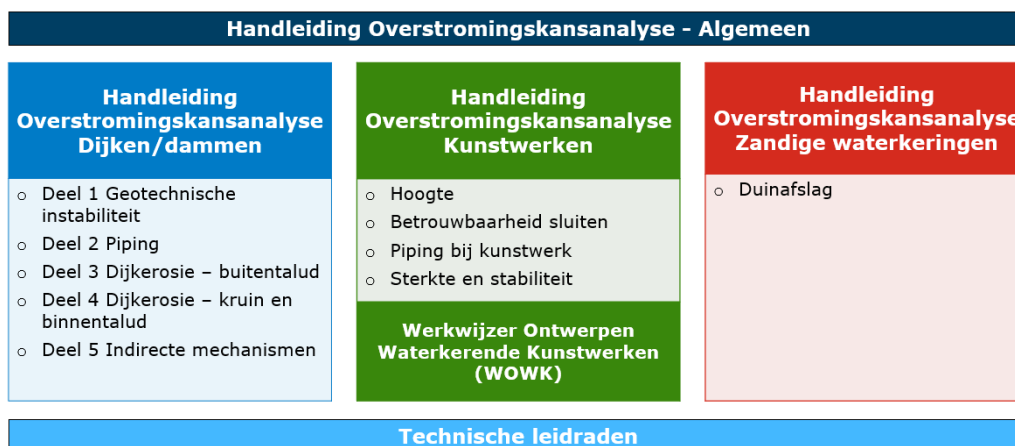 Handleiding Overstromingskansanalyse - Algemeen
Handleiding
Overstromingskansanalyse
Dijken/dammen
o Deel 1 Geotechnische
instabiliteit
o Deel 2 Piping
o Deel 3 Dijkerosie – buitentalud
o Deel 4 Dijkerosie – kruin en
binnentalud
o Deel 5 Indirecte mechanismen
Handleiding
Overstromingskansanalyse
Kunstwerken
o Hoogte
o Betrouwbaarheid sluiten
o Piping bij kunstwerk
o Sterkte en stabiliteit
Werkwijzer Ontwerpen
Waterkerende Kunstwerken
(WOWK)
Handleiding
Overstromingskansanalyse
Zandige waterkeringen
o Duinafslag
Technische leidraden